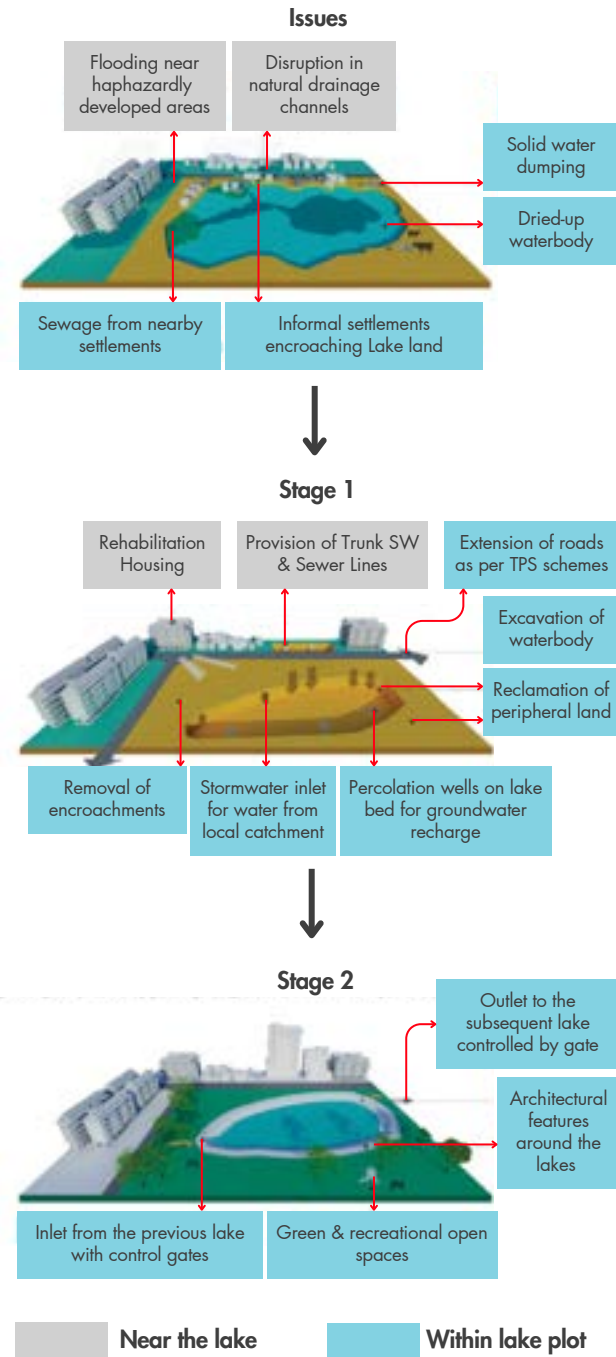 Issues
Flooding near
haphazardly
developed areas
Disruption in
natural drainage
channels
Solid water
dumping
Dried-up
waterbody
Sewage from nearby
settlements
Informal settlements
encroaching Lake land
Stage 1
Rehabilitation
Housing
Provision of Trunk SW
& Sewer Lines
Extension of roads
as per TPS schemes
Excavation of
waterbody
Reclamation of
peripheral land
Removal of
encroachments
Stormwater inlet
for water from
local catchment
Percolation wells on lake
bed for groundwater
recharge
Stage 2
Outlet to the
subsequent lake
controlled by gate
Architectural
features
around the
lakes
Inlet from the previous lake
with control gates
Green & recreational open
spaces
Near the lake
Within lake plot